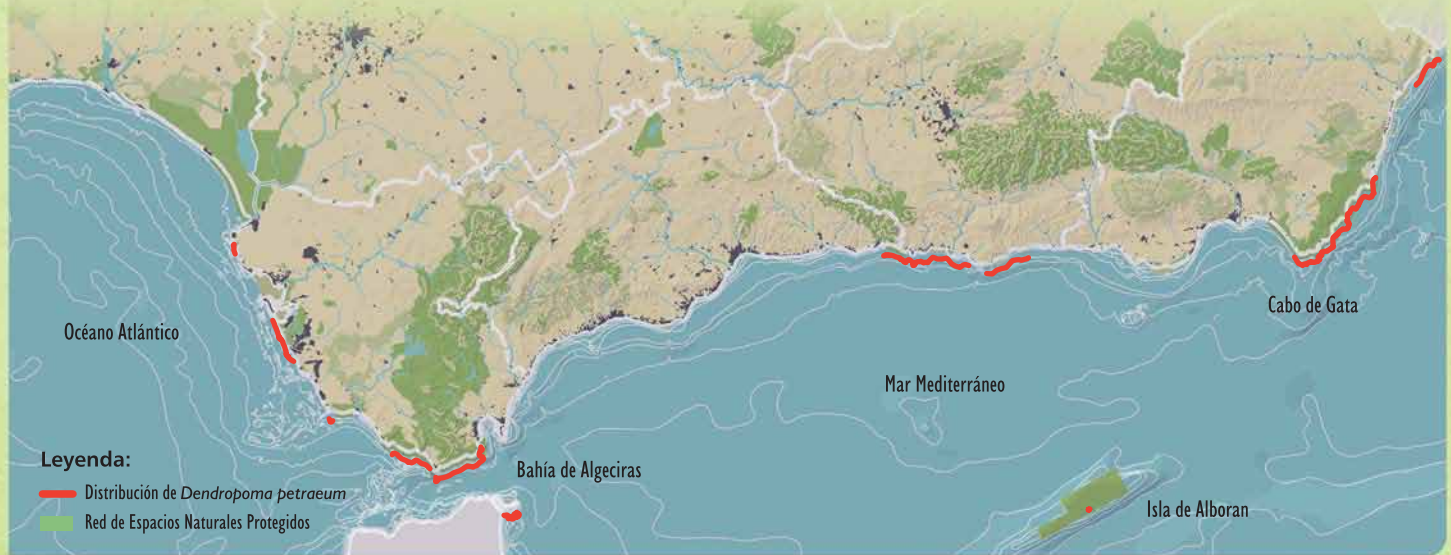 Océano Atlántico
Cabo de Gata
Mar Mediterráneo
Leyenda:
Distribución de Dendropoma petraeum
Red de Espacios Naturales Protegidos
Bahía de Algeciras
Isla de Alboran